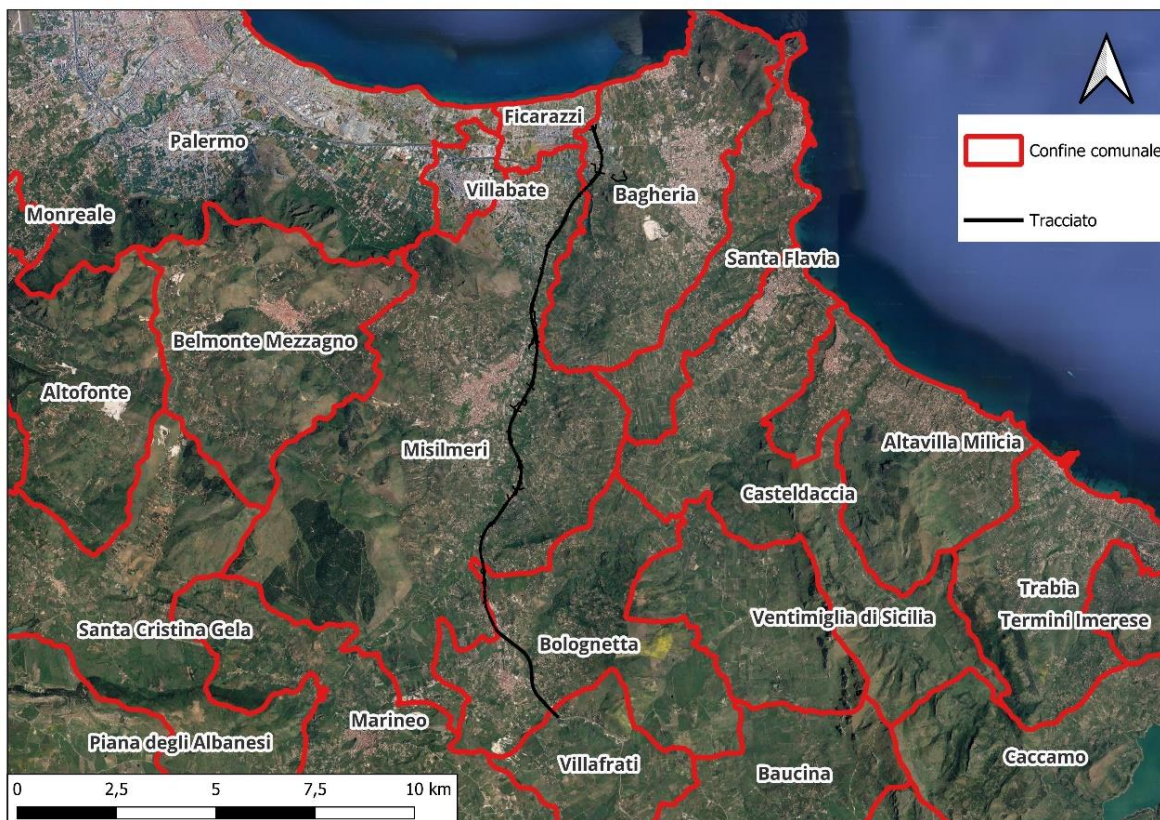 Ficarazzi
Palermo
Confine comunale
Villabate
Bagheria
Monreale
Tracciato
Santa Flavia
Belmonte Mezzagno
Altofonte
Misilmeri
Altavilla Milicia
Casteldaccia
Trabia
Ventimiglia di Sicilia
Termini Imerese
Santa Cristina Gela
Bolognetta
Marineo
Piana degli Albanesi
Villafrati
Baucina
Caccamo
0 2,5 5 7,5 10 km